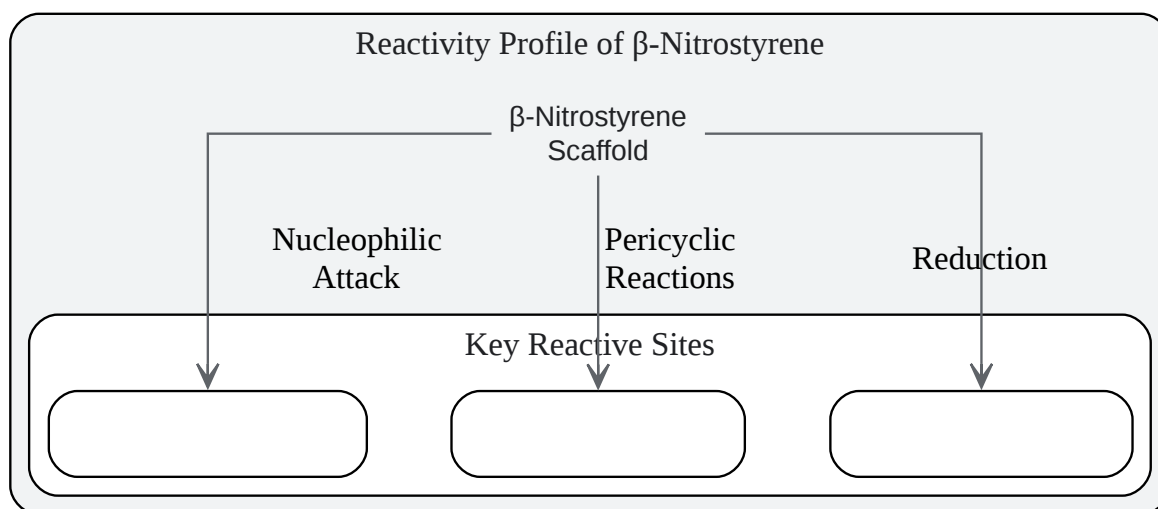 Reactivity Profile of β-Nitrostyrene
β-Nitrostyrene
Scaffold
Nucleophilic
Attack
Pericyclic
Reactions
Reduction
Key Reactive Sites